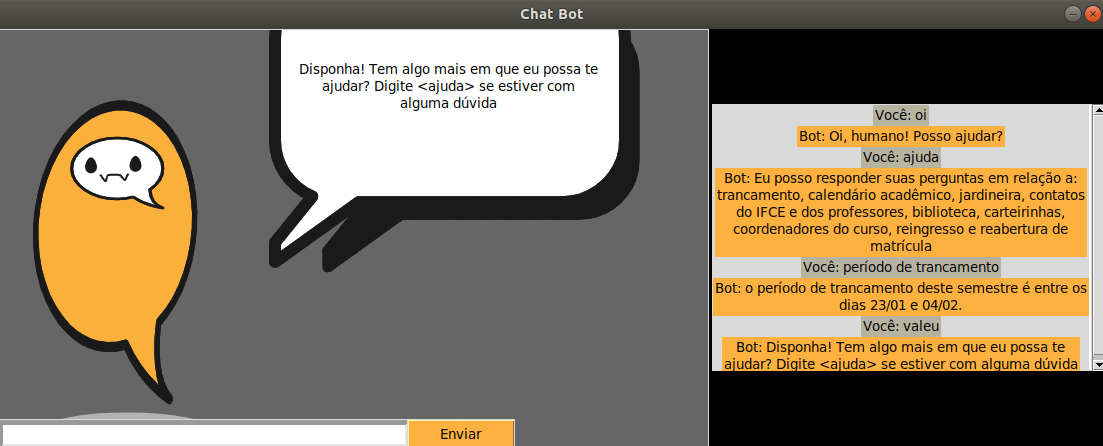 Chat Bot
Disponha! Tem algo mais em que eu possa te
ajudar? Digite <ajuda> se estiver com
alguma dúvida
Enviar
Você: oi
Bot: Oi, humano! Posso ajudar?
Você: ajuda
Bot: Eu posso responder suas perguntas em relação a:
trancamento, calendário acadêmico, jardineira, contatos
do IFCE e dos professores, biblioteca, carteirinhas,
coordenadores do curso, reingresso e reabertura de
matrícula
Você: período de trancamento
Bot: o período de trancamento deste semestre é entre os
dias 23/01 e 04/02.
Você: valeu
Bot: Disponha! Tem algo mais em que eu possa te
ajudar? Digite <ajuda> se estiver com alguma dúvida